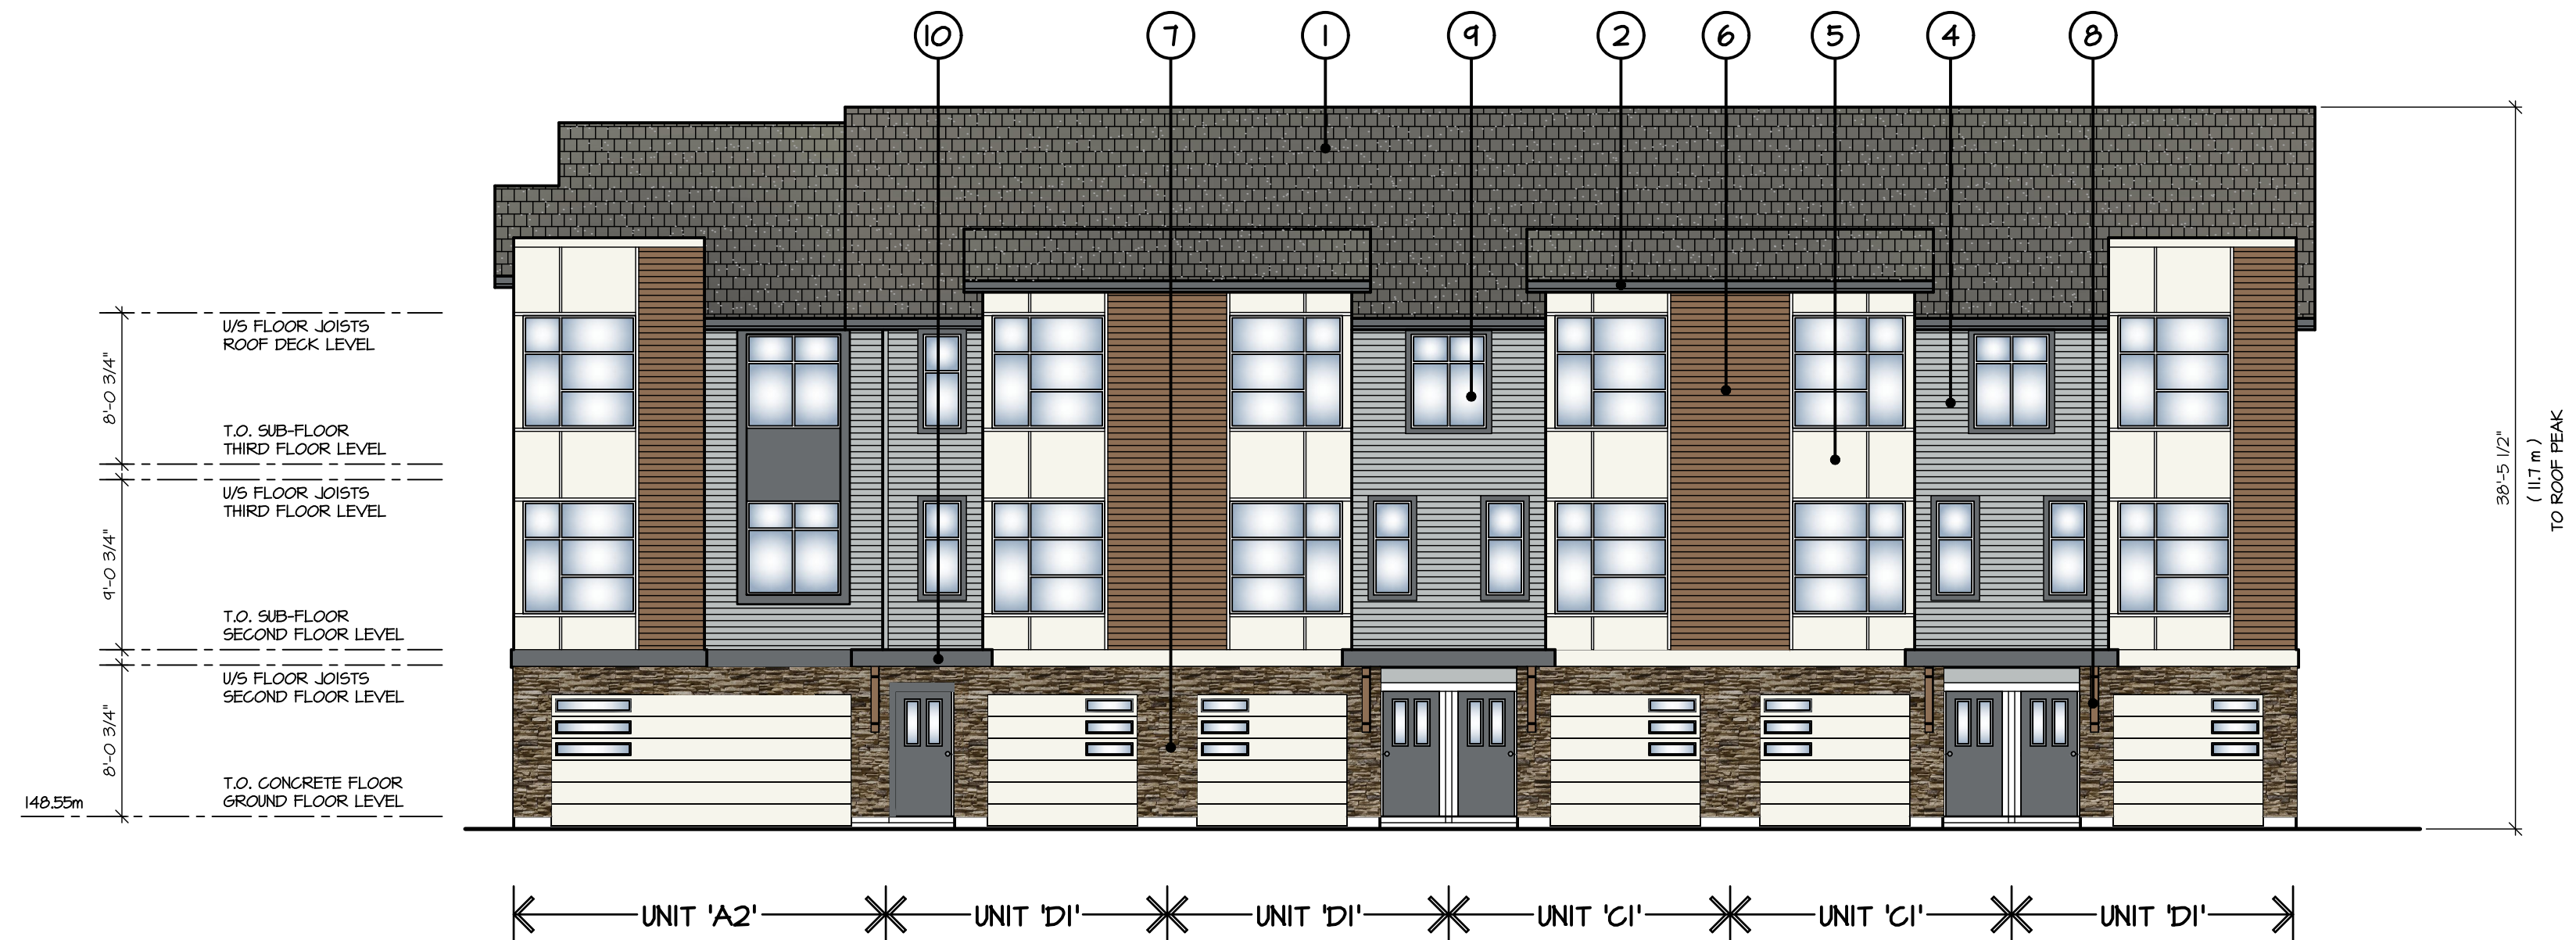 10 7 1 9 2 6 5 4 8
U/S FLOOR JOISTS
ROOF DECK LEVEL
8'-0 3/4"
T.O. SUB-FLOOR
THIRD FLOOR LEVEL
U/S FLOOR JOISTS
THIRD FLOOR LEVEL
9'-0 3/4"
T.O. SUB-FLOOR
SECOND FLOOR LEVEL
U/S FLOOR JOISTS
SECOND FLOOR LEVEL
8'-0 3/4"
T.O. CONCRETE FLOOR
GROUND FLOOR LEVEL
148.55m
38'-5 1/2"
( 11.7 m )
TO ROOF PEAK
UNIT 'A2' UNIT 'D1' UNIT 'D1' UNIT 'C1' UNIT 'C1' UNIT 'D1'